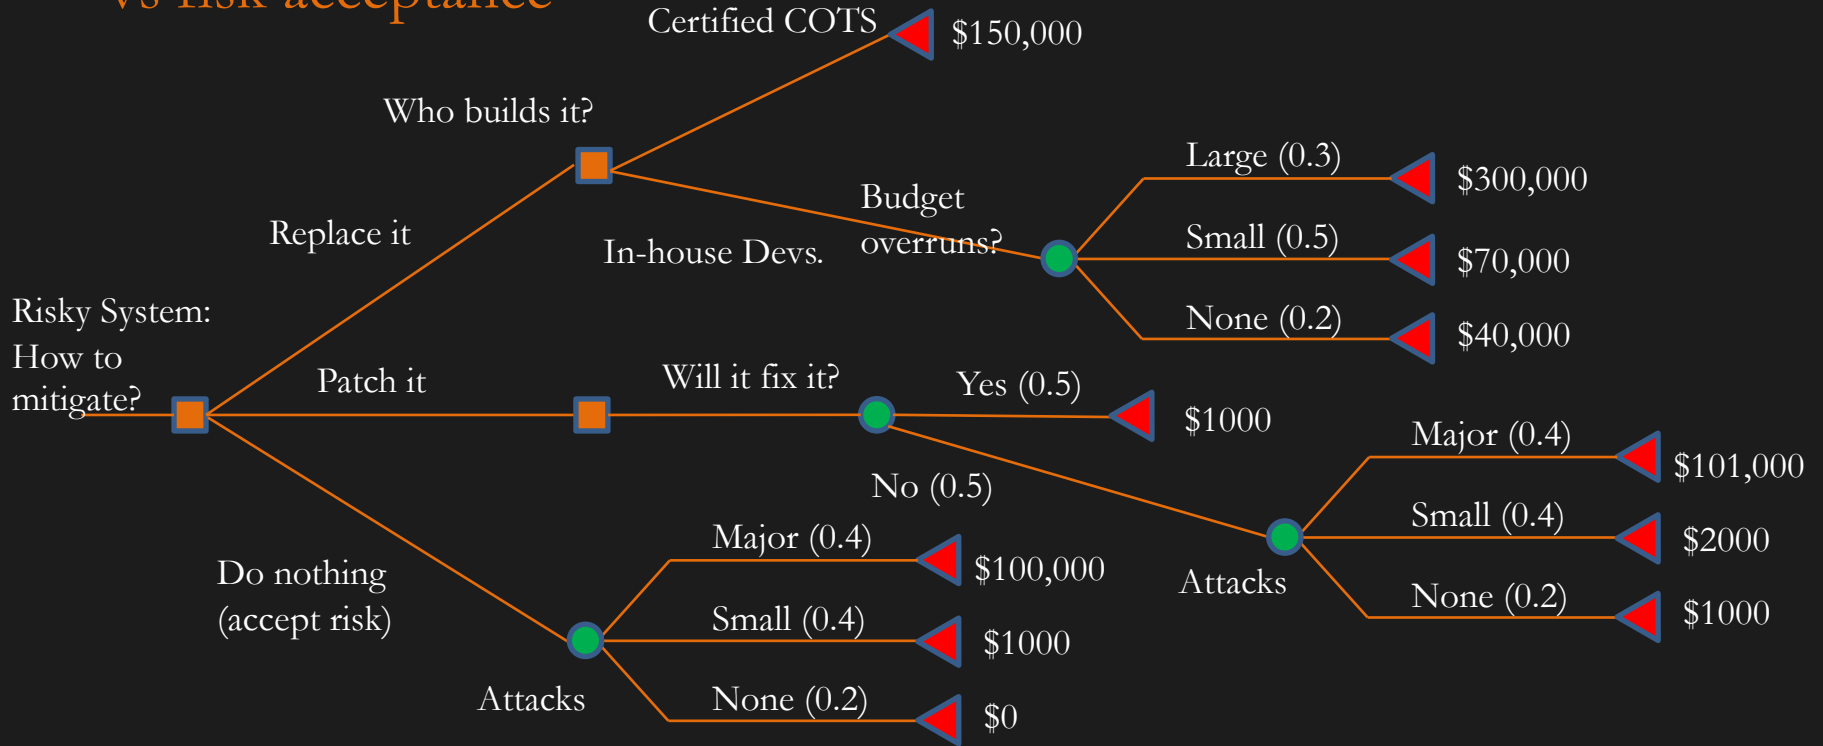 vs risk acceptance
Certified COTS
$150,000
Who builds it?
Large (0.3)
$300,000
Budget
overruns?
Replace it
In-house Devs.
Small (0.5)
$70,000
None (0.2)
$40,000
Risky System:
How to
mitigate?
Patch it
Will it fix it?
Yes (0.5)
$1000
No (0.5)
Major (0.4)
$101,000
Small (0.4)
$2000
Attacks
None (0.2)
$1000
Do nothing
(accept risk)
Major (0.4)
$100,000
Small (0.4)
$1000
Attacks
None (0.2)
$0